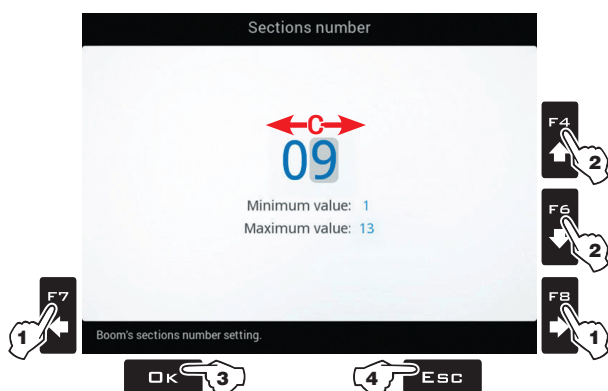 Sections number
C
09
Minimum value: 1
Maximum value: 13
F4
2
F6
2
F7
1
F8
1
Boom's sections number setting.
OK
3
4
ESC